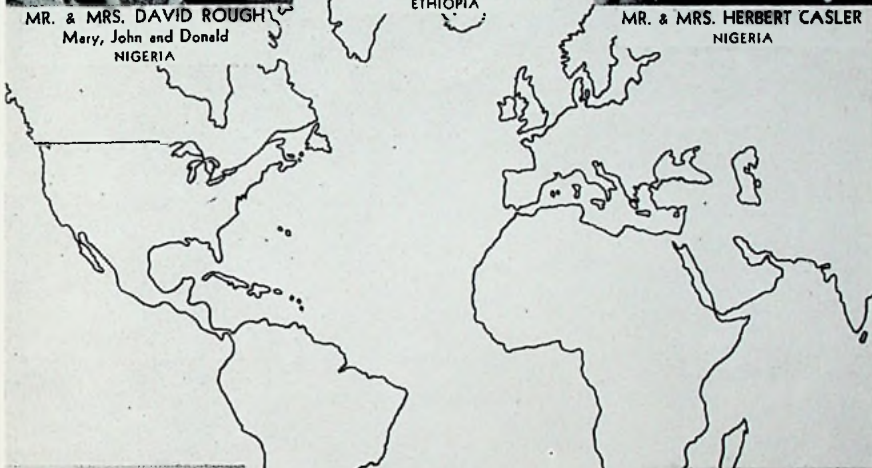 MR. & MRS. DAVID ROUGH
Mary, John and Donald
NIGERIA
ETHIOPIA
MR. & MRS. HERBERT CASLER
NIGERIA